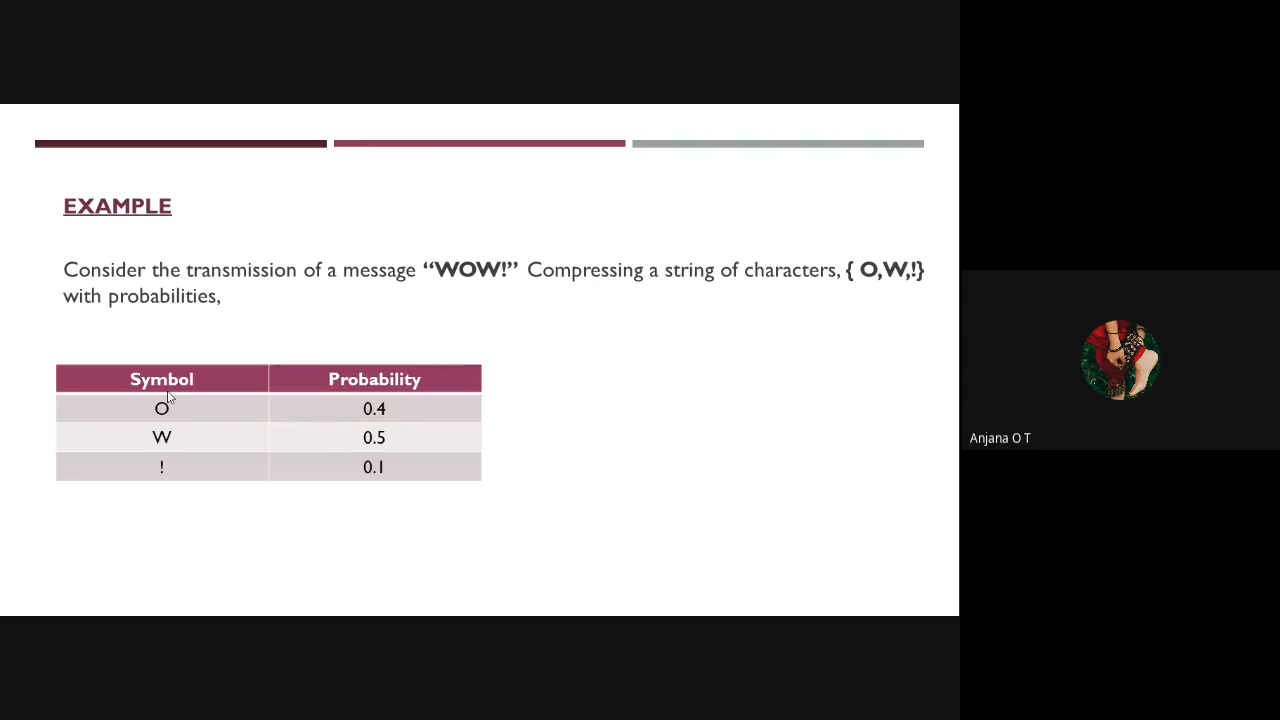 EXAMPLE
Consider the transmission of a message “WOW!” Compressing a string of characters, { O,W,!}
with probabilities,
Symbol Probability
O 0.4
W 0.5
! 0.1
Anjana O T